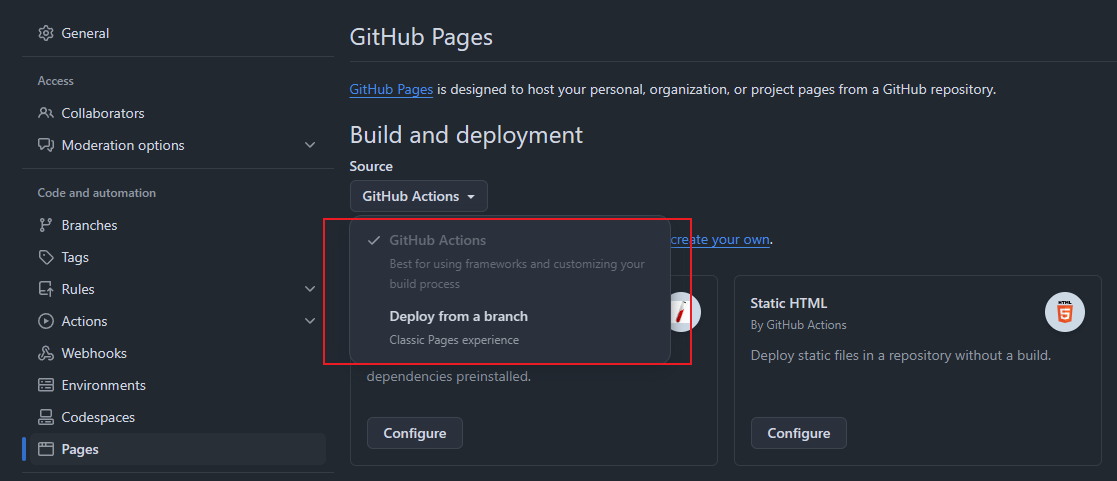 General
Access
Collaborators
Moderation options
Code and automation
Branches
Tags
Rules
Actions
Webhooks
Environments
Codespaces
Pages
GitHub Pages
GitHub Pages is designed to host your personal, organization, or project pages from a GitHub repository.
Build and deployment
Source
GitHub Actions
GitHub Actions
Best for using frameworks and customizing your
build process
Deploy from a branch
Classic Pages experience
create your own.
dependencies preinstalled.
Configure
Static HTML
By GitHub Actions
HTML
5
Deploy static files in a repository without a build.
Configure